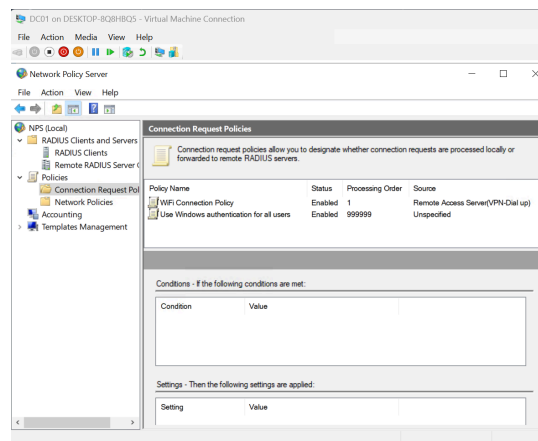 DC01 on DESKTOP-8Q8HBQ5 - Virtual Machine Connection
File Action Media View Help
Network Policy Server
File Action View Help
NPS (Local)
RADIUS Clients and Servers
RADIUS Clients
Remote RADIUS Server
Policies
Connection Request Pol
Network Policies
Accounting
Templates Management
Connection Request Policies
Connection request policies allow you to designate whether connection requests are processed locally or
forwarded to remote RADIUS servers.
Policy Name Status Processing Order Source
WiFi Connection Policy Enabled 1 Remote Access Server(VPN-Dial up)
Use Windows authentication for all users Enabled 999999 Unspecified
Conditions - If the following conditions are met:
Condition Value
Settings - Then the following settings are applied:
Setting Value